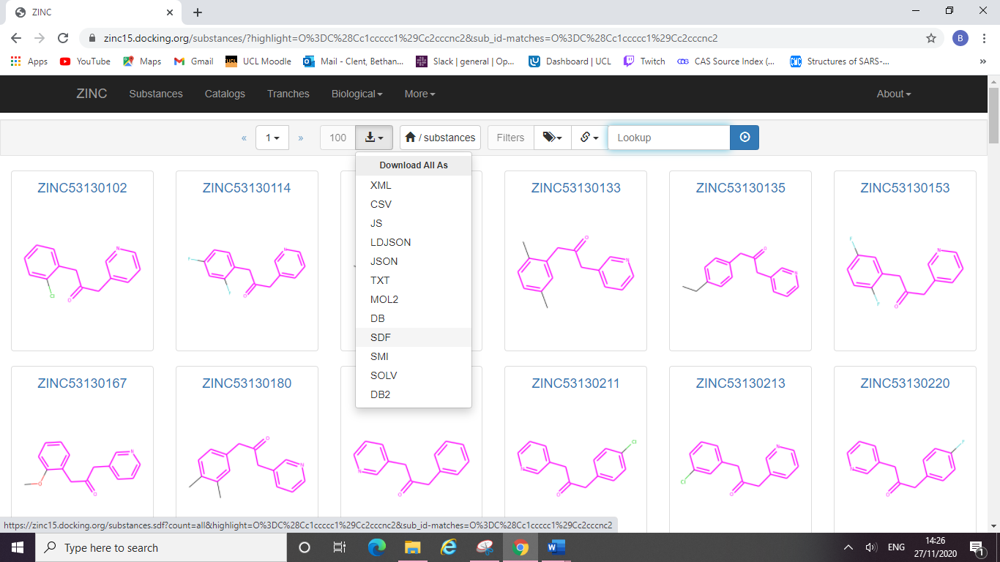 ZINC
zinc15.docking.org/substances/?highlight=O%3DC%28Cc1ccccc1%29Cc2cccnc2&sub_id-matches=O%3DC%28Cc1ccccc1%29Cc2cccnc2
B
Apps YouTube Maps Gmail UCL Moodle Mail - Clent, Bethan... Slack | general | Op... Dashboard | UCL Twitch CAS Source Index (... CMC Structures of SARS-... »
ZINC Substances Catalogs Tranches Biological More About
« 1 » 100 / substances Filters Lookup
Download All As
XML
CSV
JS
LDJSON
JSON
TXT
MOL2
DB
SDF
SMI
SOLV
DB2
ZINC53130102 ZINC53130114 ZINC53130133 ZINC53130135 ZINC53130153
N O Cl
N O F F
N O
N O
N O F F
ZINC53130167 ZINC53130180 ZINC53130211 ZINC53130213 ZINC53130220
N O O
N O
N O
N O Cl
N O Cl
N O F
https://zinc15.docking.org/substances.sdf?count=all&highlight=O%3DC%28Cc1ccccc1%29Cc2cccnc2&sub_id-matches=O%3DC%28Cc1ccccc1%29Cc2cccnc2
Type here to search
ENG
14:26
27/11/2020
1